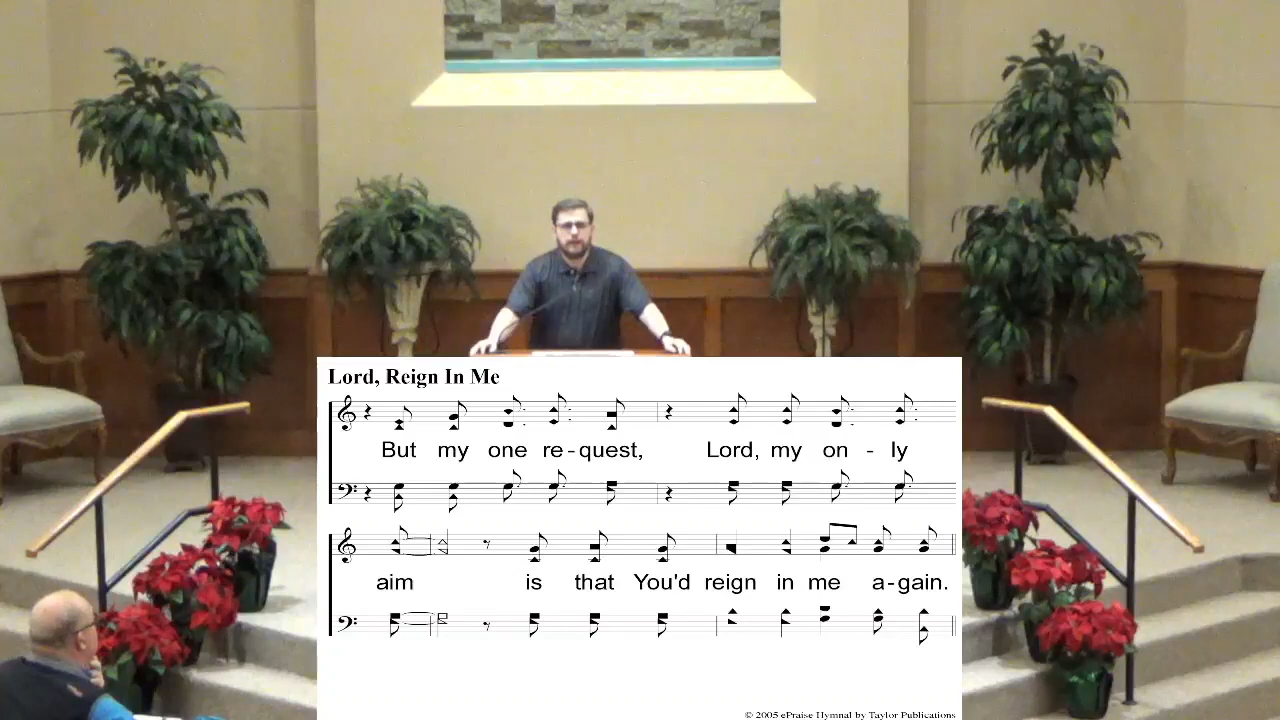 Lord, Reign In Me
But my one re-quest, Lord, my on - ly
aim is that You'd reign in me a-gain.
© 2005 ePraise Hymnal by Taylor Publications